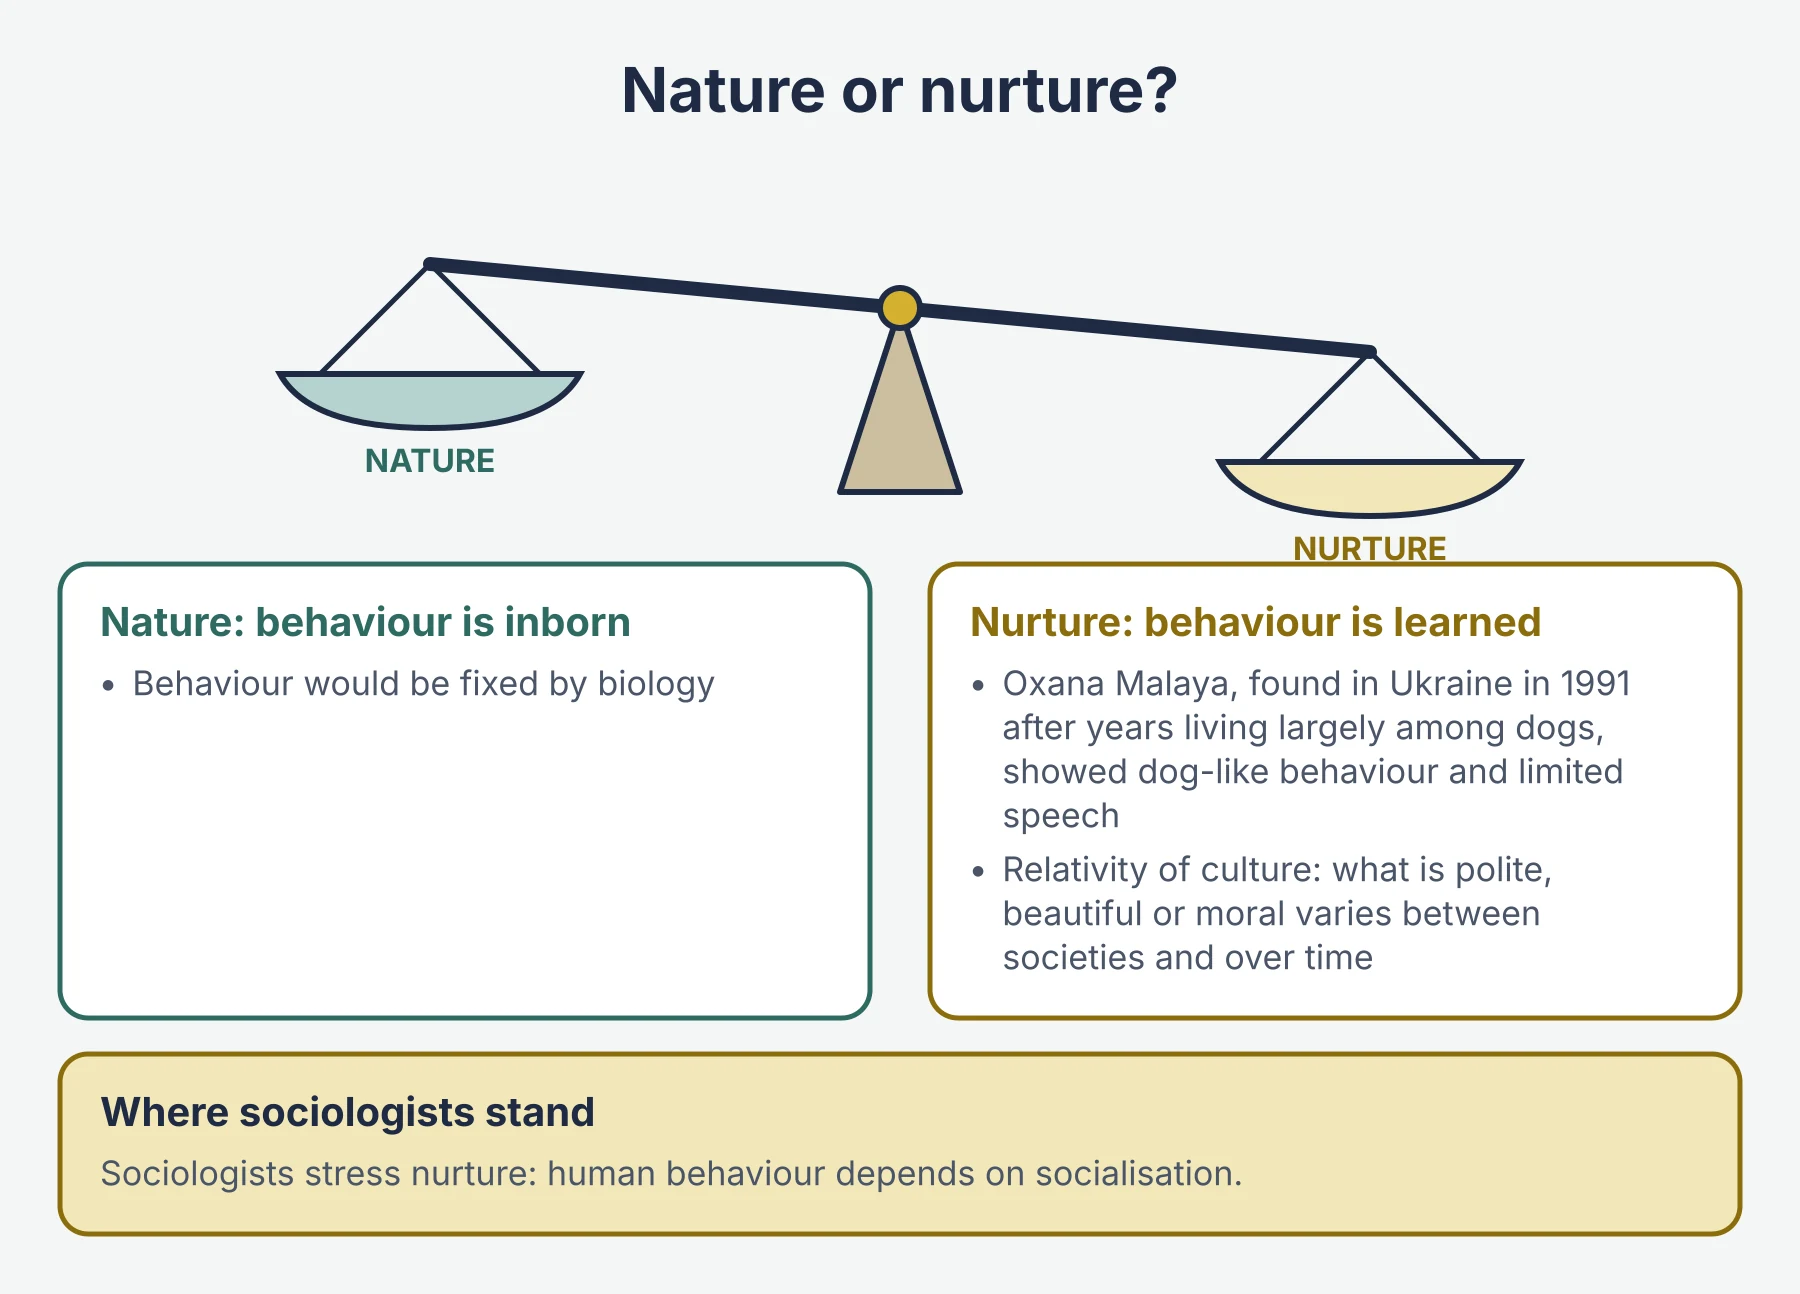 Nature or nurture?
NATURE
NURTURE
Nature: behaviour is inborn
• Behaviour would be fixed by biology
Nurture: behaviour is learned
• Oxana Malaya, found in Ukraine in 1991
after years living largely among dogs,
showed dog-like behaviour and limited
speech
• Relativity of culture: what is polite,
beautiful or moral varies between
societies and over time
Where sociologists stand
Sociologists stress nurture: human behaviour depends on socialisation.